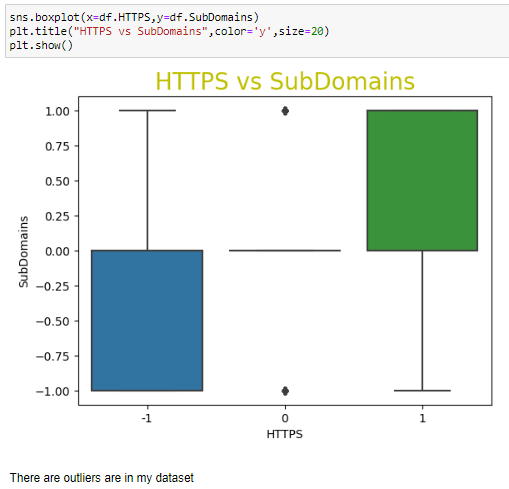 sns.boxplot(x=df.HTTPS,y=df.SubDomains)
plt.title("HTTPS vs SubDomains",color='y',size=20)
plt.show()
HTTPS vs SubDomains
1.00
0.75
0.50
0.25
0.00
−0.25
−0.50
−0.75
−1.00
SubDomains
-1 0 1
HTTPS
There are outliers are in my dataset